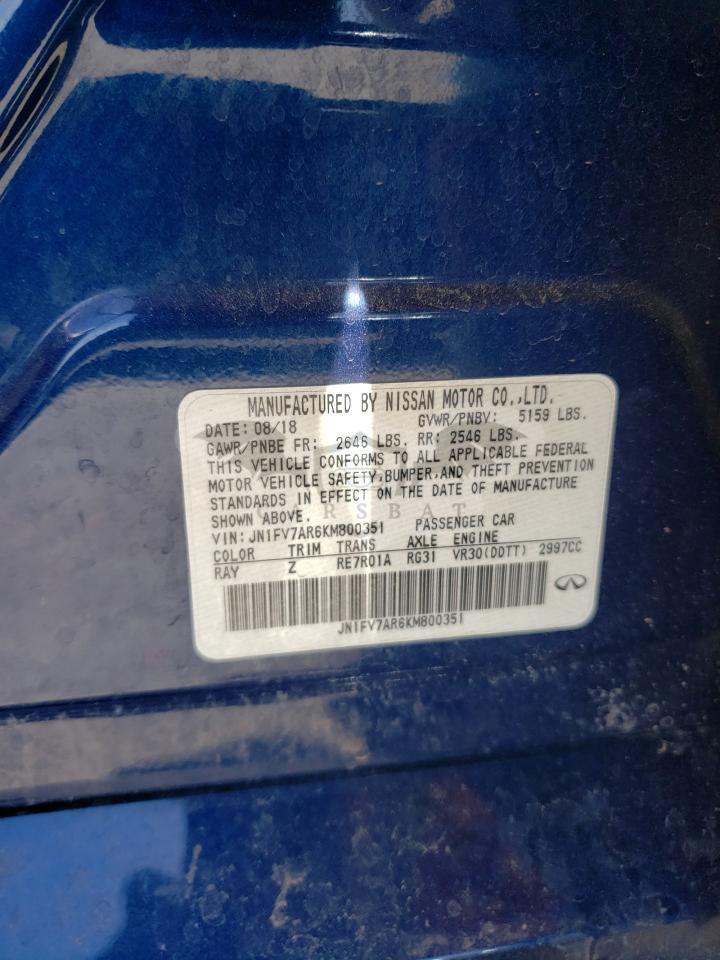 MANUFACTURED BY NISSAN MOTOR CO.,LTD.
DATE: 08/18 GVWR/PNBV: 5159 LBS.
GAWR/PNBE FR: 2646 LBS. RR: 2546 LBS.
THIS VEHICLE CONFORMS TO ALL APPLICABLE FEDERAL
MOTOR VEHICLE SAFETY,BUMPER,AND THEFT PREVENTION
STANDARDS IN EFFECT ON THE DATE OF MANUFACTURE
SHOWN ABOVE.
CARSBAT
VIN: JN1FV7AR6KM800351 PASSENGER CAR
COLOR TRIM TRANS AXLE ENGINE
RAY Z RE7R01A RG31 VR30(DDTT) 2997CC
JN1FV7AR6KM800351